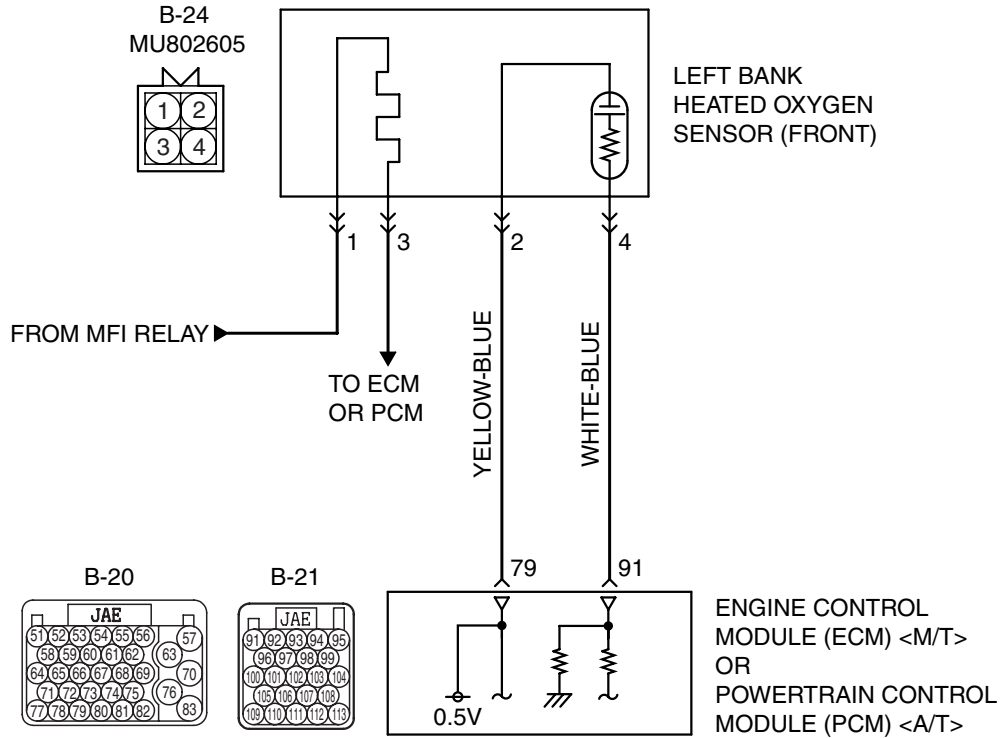 B-24
MU802605
1 2
3 4
LEFT BANK
HEATED OXYGEN
SENSOR (FRONT)
1 3 2 4
FROM MFI RELAY
TO ECM
OR PCM
YELLOW-BLUE
WHITE-BLUE
79 91
B-20
JAE
51 52 53 54 55 56 57
58 59 60 61 62 63
64 65 66 67 68 69 70
71 72 73 74 75 76
77 78 79 80 81 82 83
B-21
JAE
91 92 93 94 95
96 97 98 99
100 101 102 103 104
105 106 107 108
109 110 111 112 113
0.5V
ENGINE CONTROL
MODULE (ECM) <M/T>
OR
POWERTRAIN CONTROL
MODULE (PCM) <A/T>